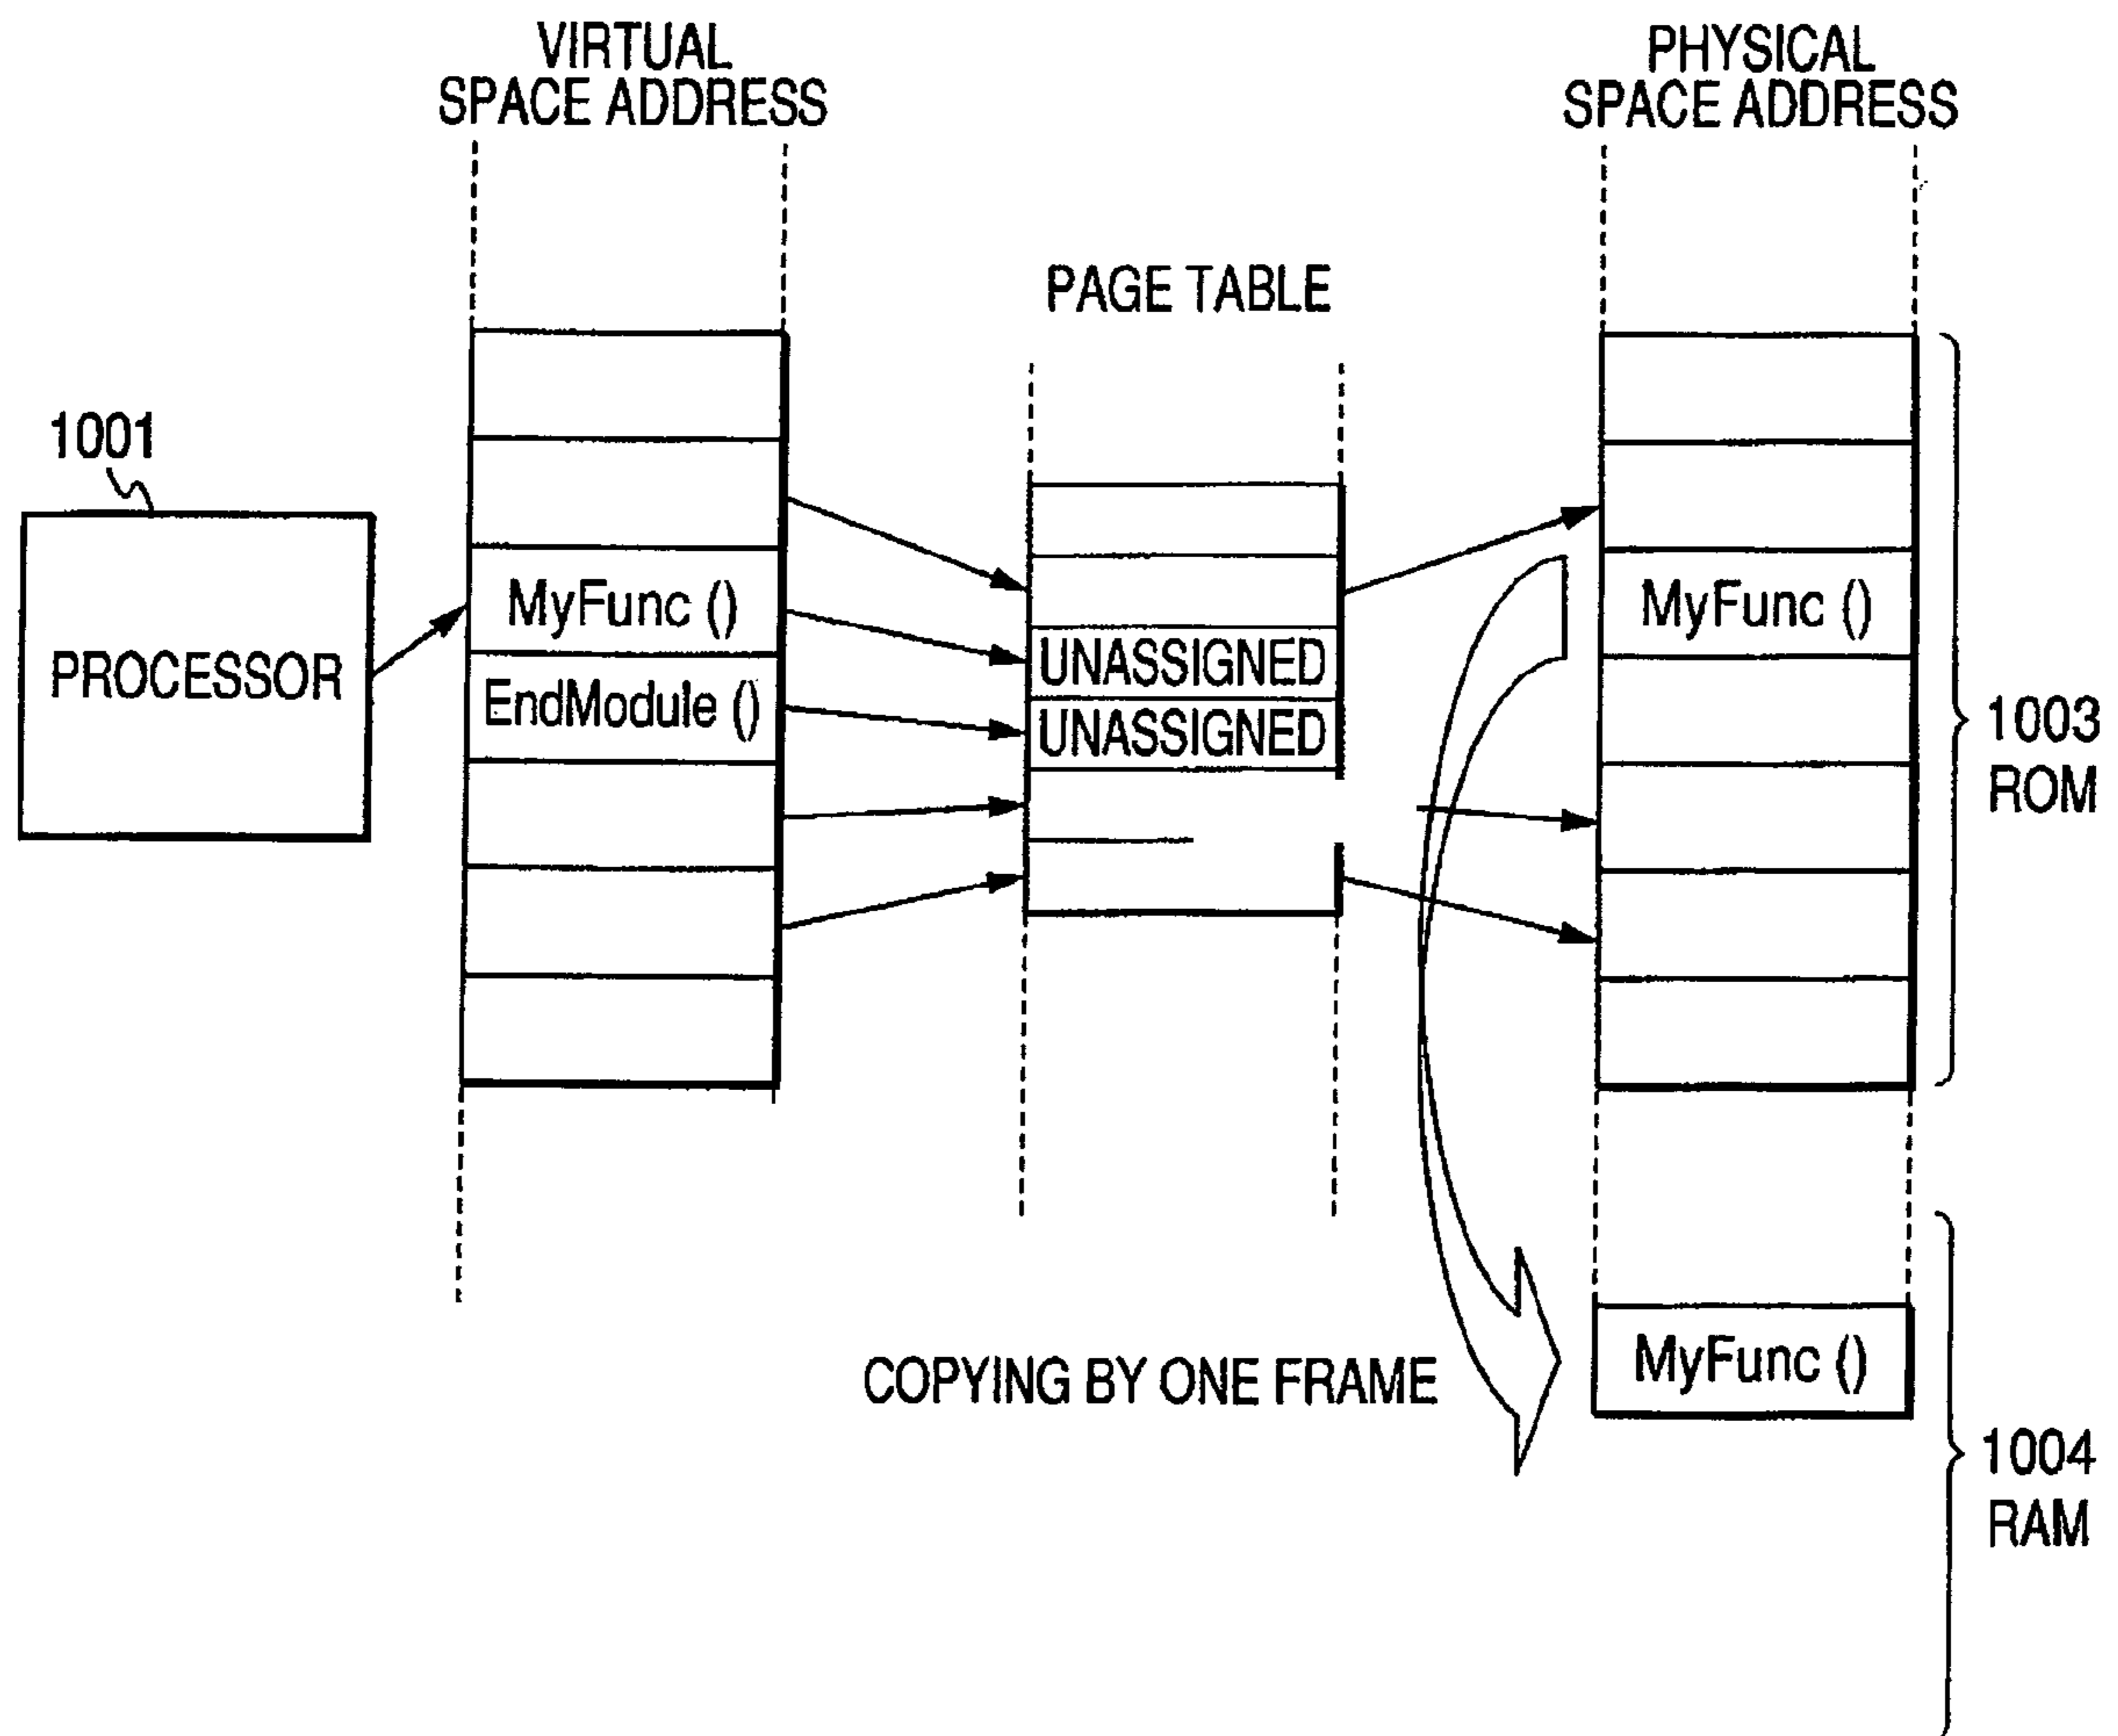 VIRTUAL
SPACE ADDRESS
PHYSICAL
SPACE ADDRESS
PAGE TABLE
1001
PROCESSOR
MyFunc ()
EndModule ()
UNASSIGNED
UNASSIGNED
MyFunc ()
1003
ROM
COPYING BY ONE FRAME
MyFunc ()
1004
RAM